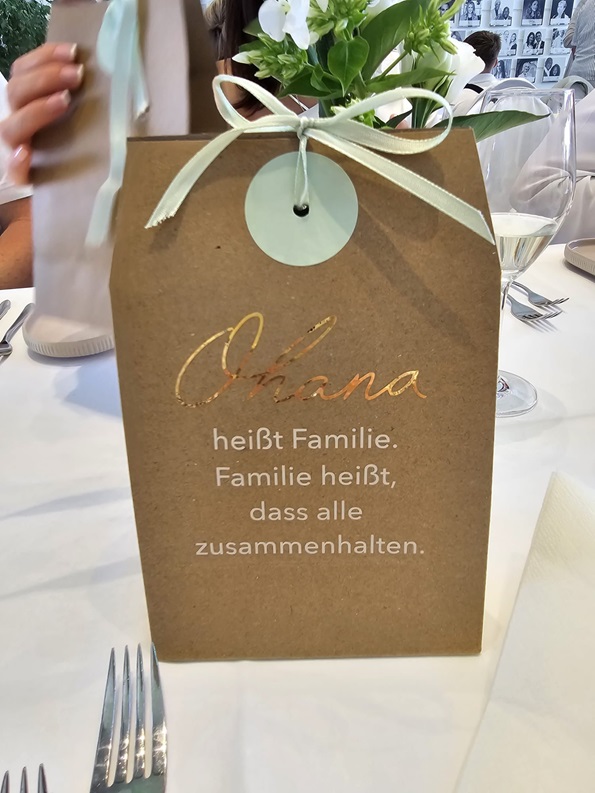 Ohana
heißt Familie.
Familie heißt,
dass alle
zusammenhalten.